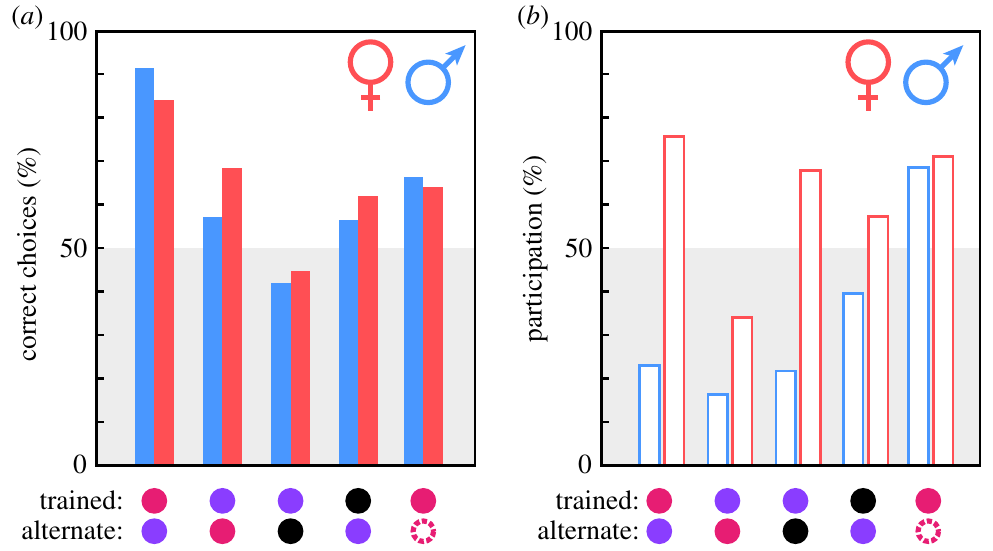 (a)
100
50
0
correct choices (%)
trained:
alternate:
(b)
100
50
0
participation (%)
trained:
alternate: